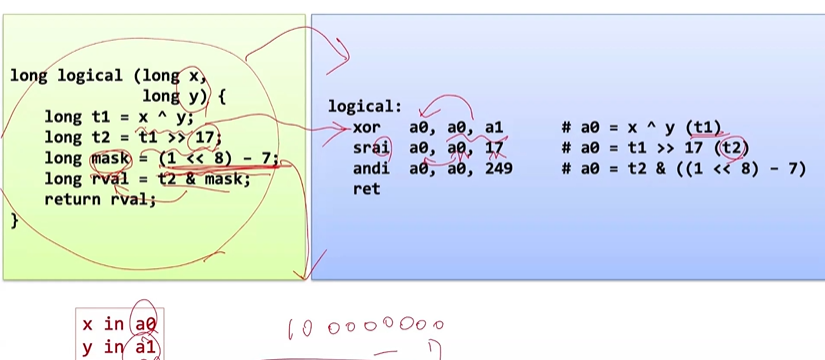 long logical (long x,
long y) {
long t1 = x ^ y;
long t2 = t1 >> 17;
long mask = (1 << 8) - 7;
long rval = t2 & mask;
return rval;
}
logical:
xor a0, a0, a1 # a0 = x ^ y (t1)
srai a0, a0, 17 # a0 = t1 >> 17 (t2)
andi a0, a0, 249 # a0 = t2 & ((1 << 8) - 7)
ret
x in a0
y in a1
100000000